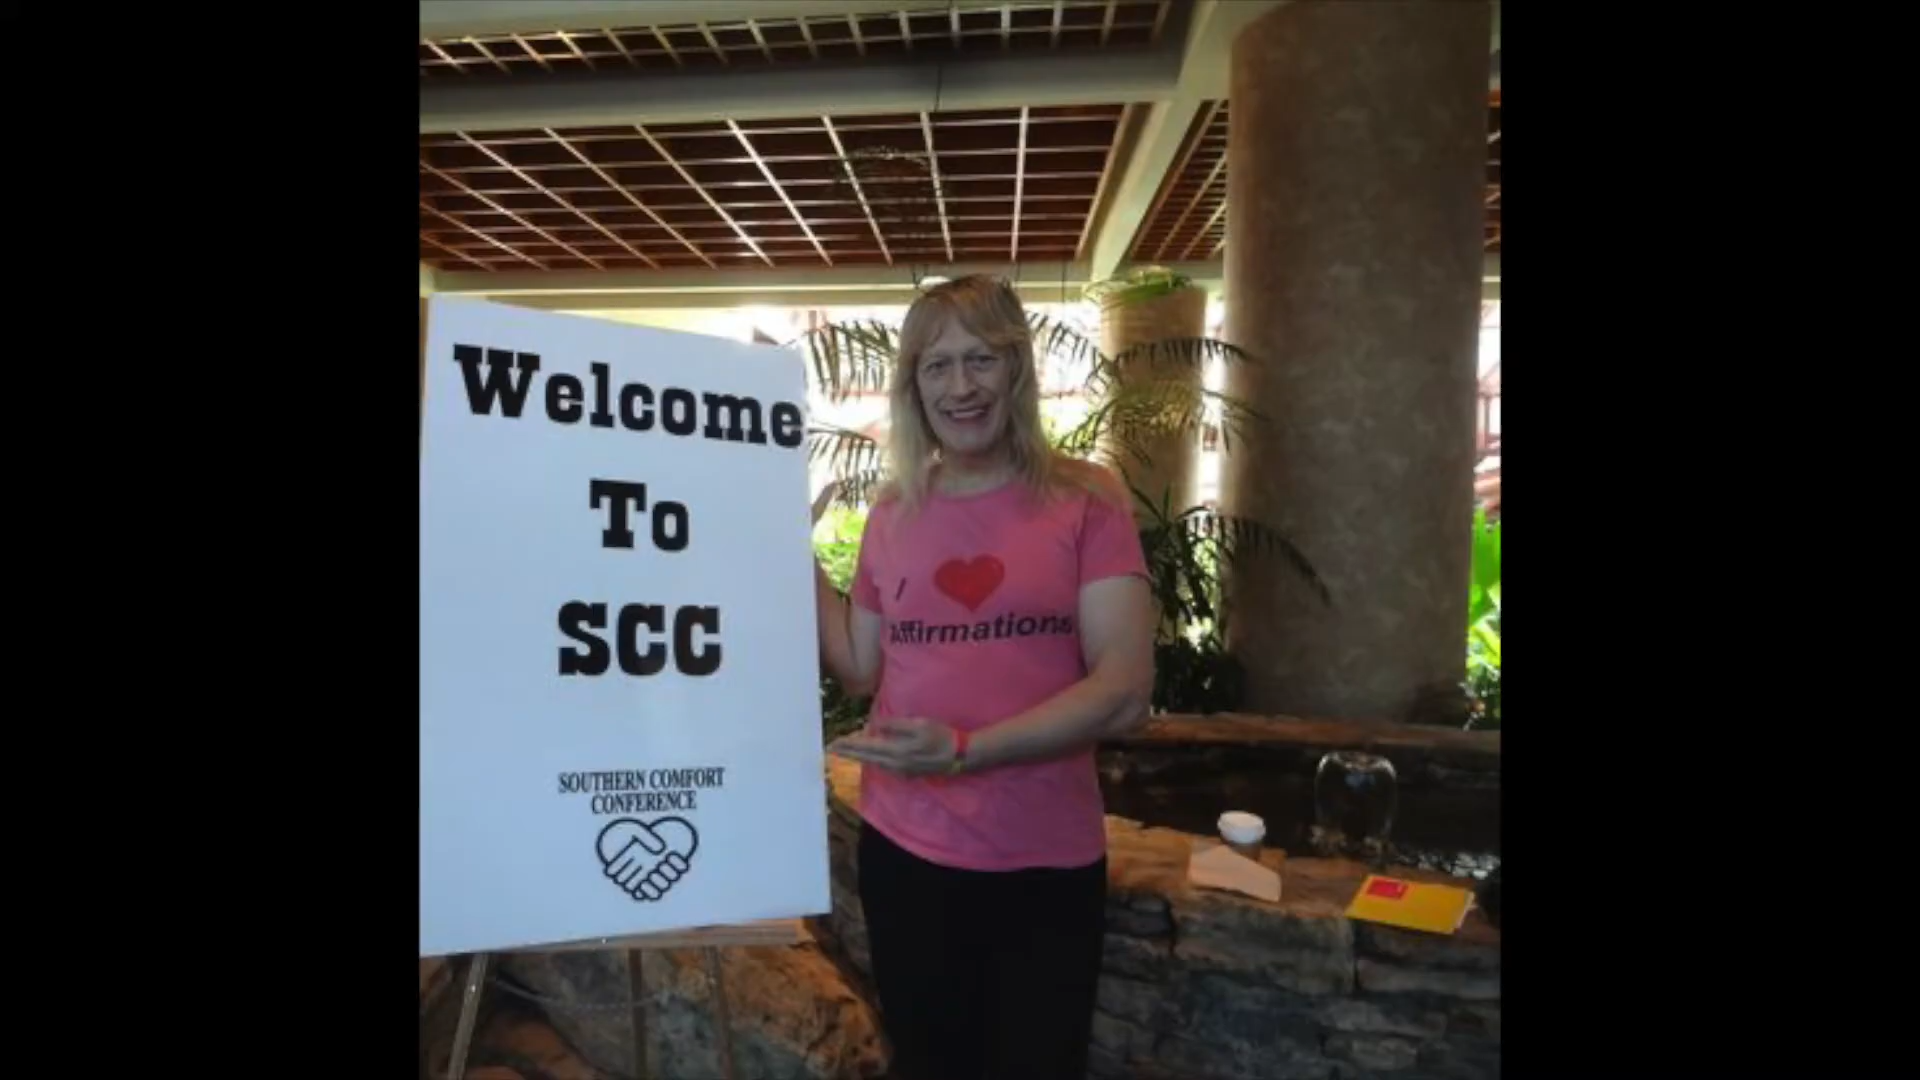 Welcome
To
SCC
SOUTHERN COMFORT
CONFERENCE
I
Affirmations